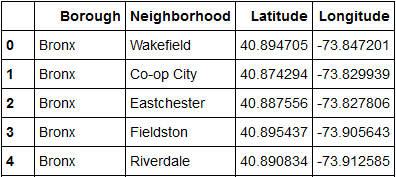 Borough Neighborhood Latitude Longitude
0 Bronx Wakefield 40.894705 -73.847201
1 Bronx Co-op City 40.874294 -73.829939
2 Bronx Eastchester 40.887556 -73.827806
3 Bronx Fieldston 40.895437 -73.905643
4 Bronx Riverdale 40.890834 -73.912585